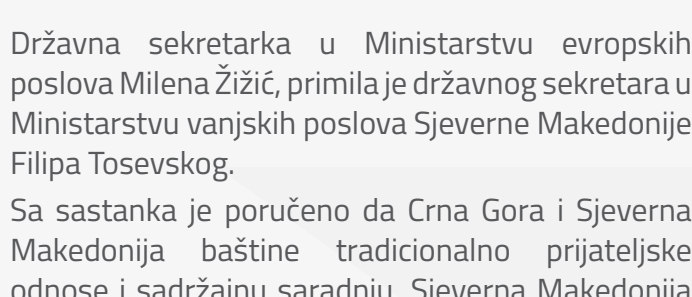 Državna sekretarka u Ministarstvu evropskih
poslova Milena Žižić, primila je državnog sekretara u
Ministarstvu vanjskih poslova Sjeverne Makedonije
Filipa Tosevskog.
Sa sastanka je poručeno da Crna Gora i Sjeverna
Makedonija baštine tradicionalno prijateljske
odnose i sadržajnu saradnju. Sjeverna Makedonija